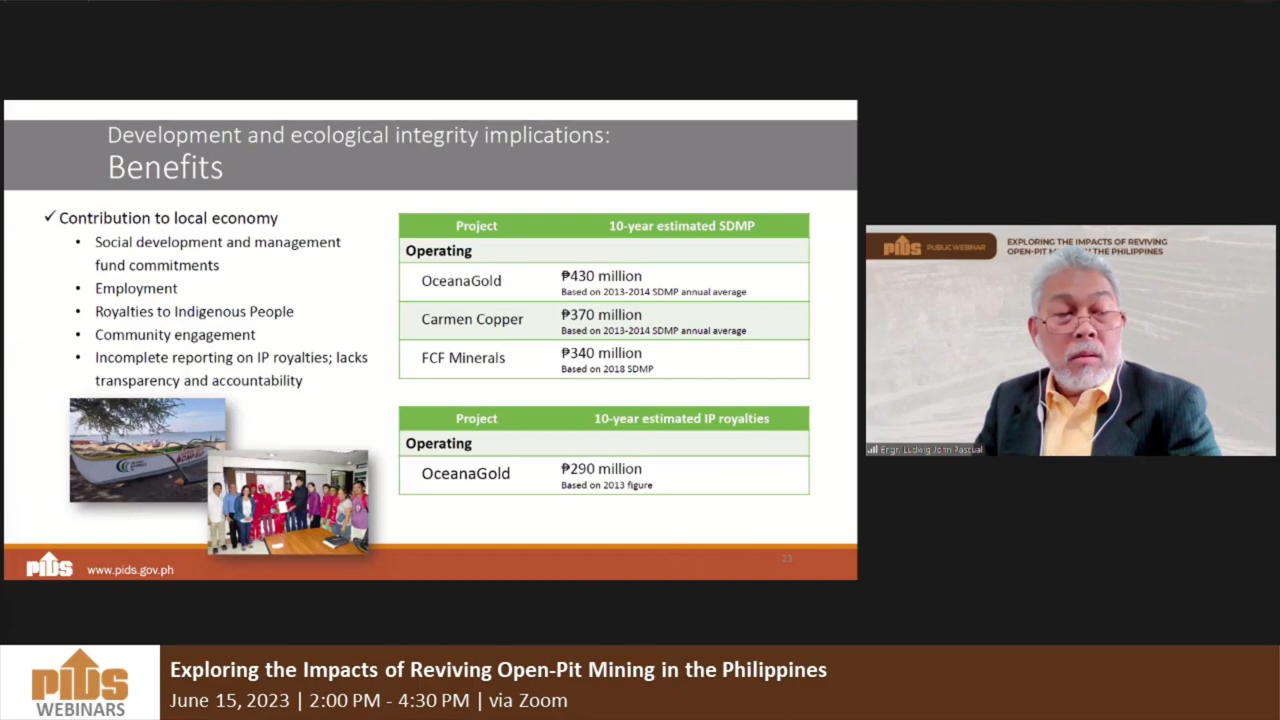 Development and ecological integrity implications:
Benefits
✓ Contribution to local economy
• Social development and management
fund commitments
• Employment
• Royalties to Indigenous People
• Community engagement
• Incomplete reporting on IP royalties; lacks
transparency and accountability
Project 10-year estimated SDMP
Operating
OceanaGold ₱430 million
Based on 2013-2014 SDMP annual average
Carmen Copper ₱370 million
Based on 2013-2014 SDMP annual average
FCF Minerals ₱340 million
Based on 2018 SDMP
Project 10-year estimated IP royalties
Operating
OceanaGold ₱290 million
Based on 2013 figure
PIDS www.pids.gov.ph
23
PIDS PUBLIC WEBINAR
EXPLORING THE IMPACTS OF REVIVING
OPEN-PIT IN THE PHILIPPINES
Engr. Ludwig John Pascual
PIDS
WEBINARS
Exploring the Impacts of Reviving Open-Pit Mining in the Philippines
June 15, 2023 | 2:00 PM - 4:30 PM | via Zoom